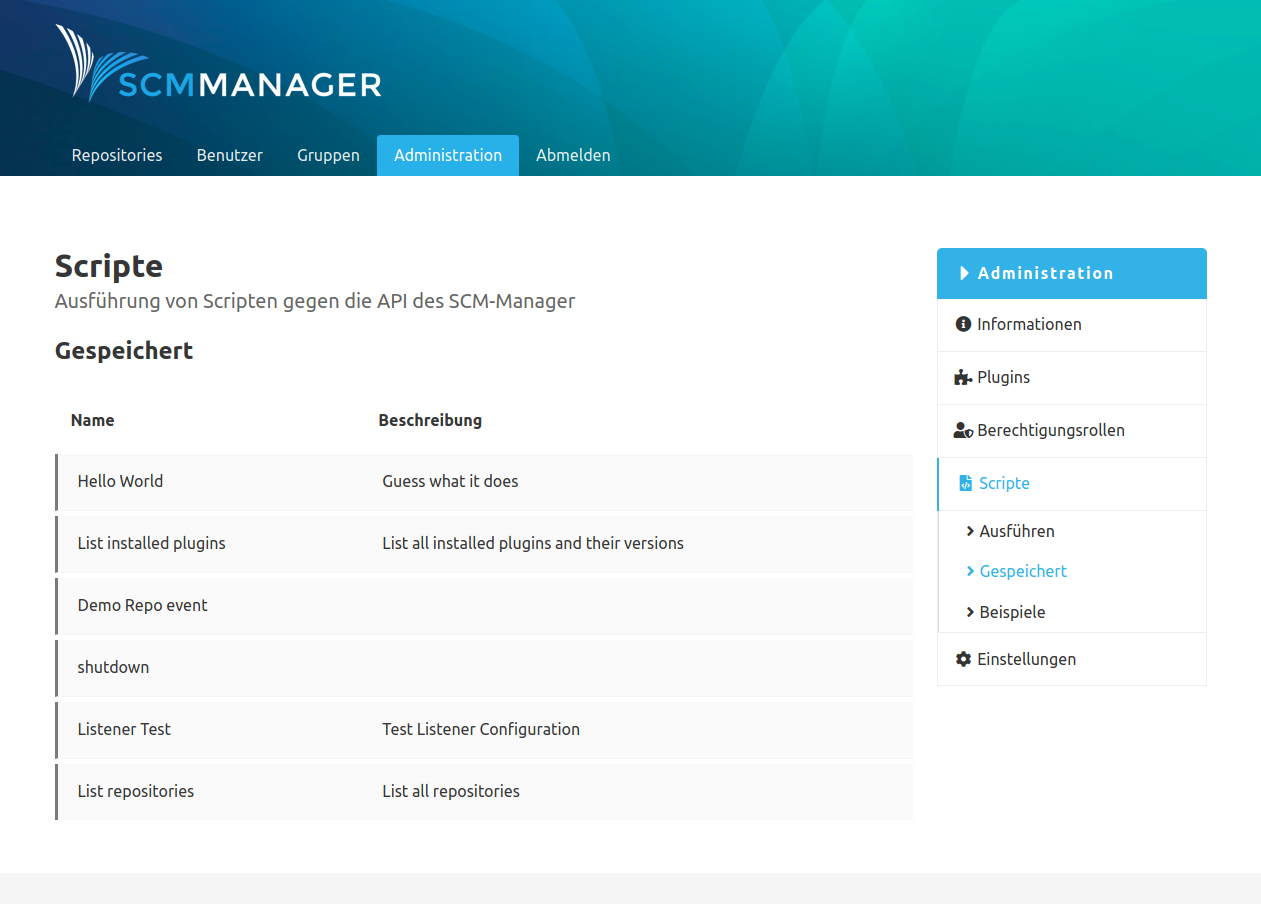 SCMMANAGER
Repositories Benutzer Gruppen Administration Abmelden
Scripte
Ausführung von Scripten gegen die API des SCM-Manager
Gespeichert
Name Beschreibung
Hello World Guess what it does
List installed plugins List all installed plugins and their versions
Demo Repo event
shutdown
Listener Test Test Listener Configuration
List repositories List all repositories
Administration
Informationen
Plugins
Berechtigungsrollen
Scripte
Ausführen
Gespeichert
Beispiele
Einstellungen